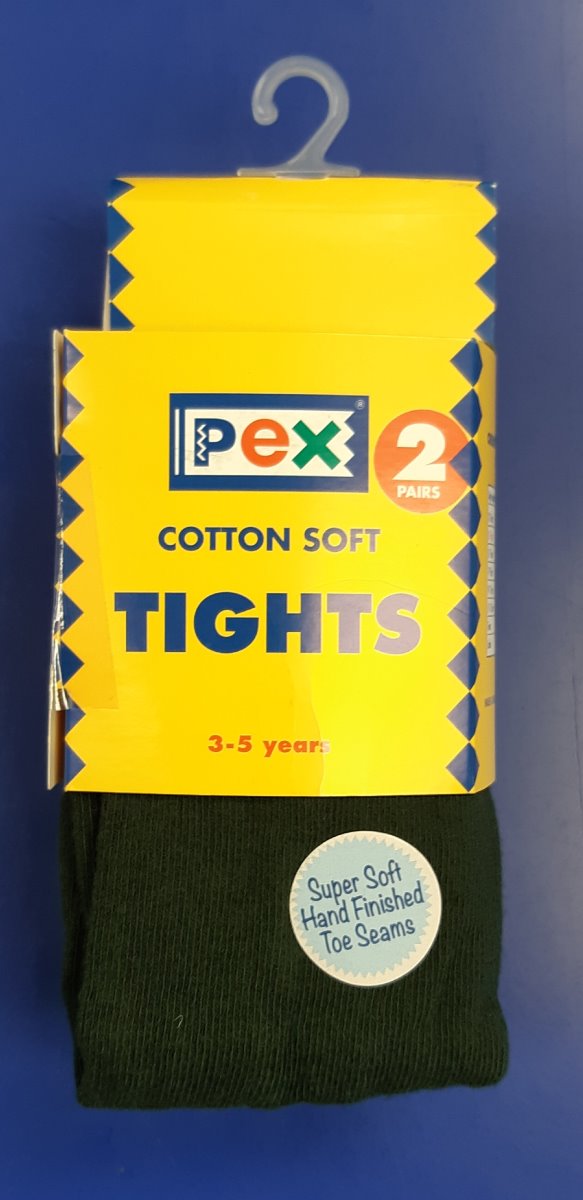 pex®
2
PAIRS
COTTON SOFT
TIGHTS
3-5 years
Super Soft
Hand Finished
Toe Seams